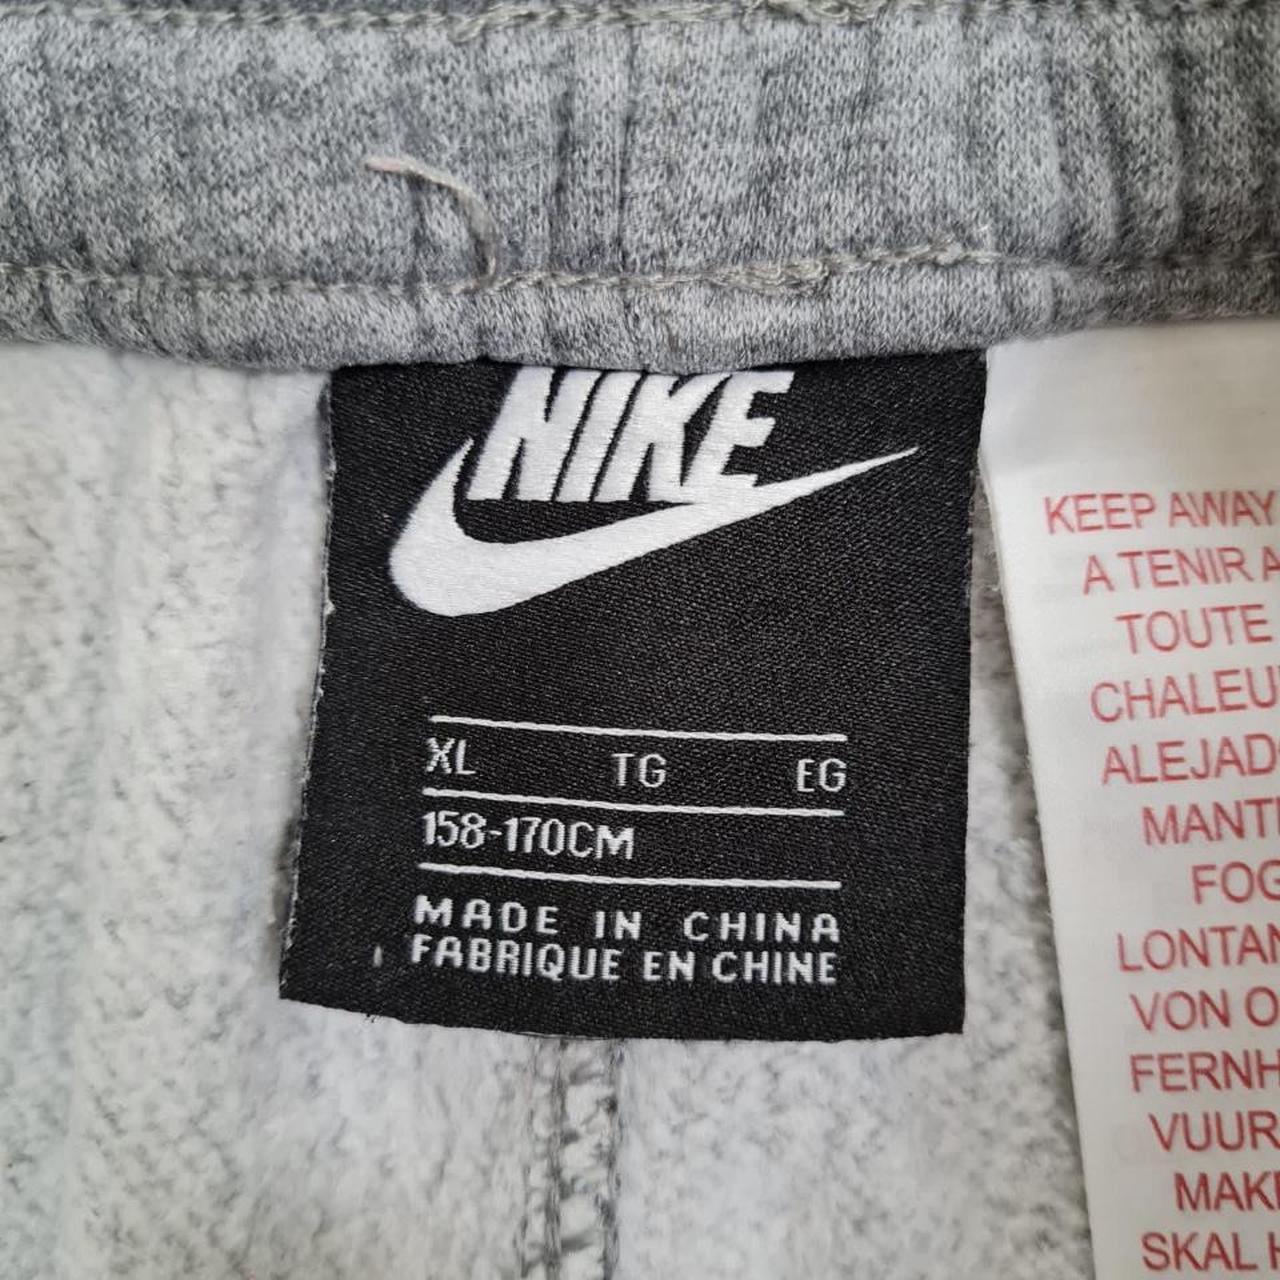 NIKE
XL TG EG
158-170CM
MADE IN CHINA
FABRIQUE EN CHINE
KEEP AWAY
A TENIR
TOUTE
CHALEU
ALEJAD
MANT
FOG
LONTAN
VON O
FERNH
VUUR
MAK
SKAL